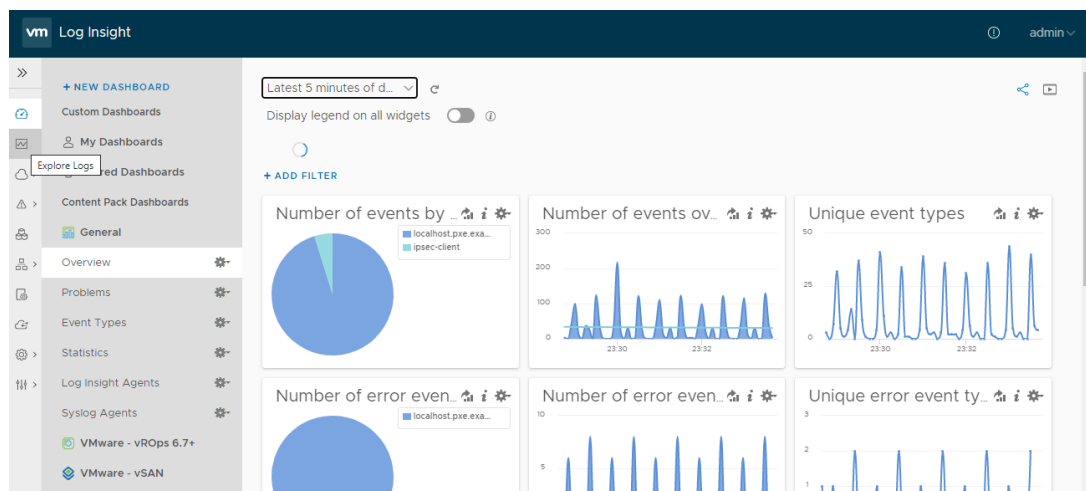 vm Log Insight
admin
+ NEW DASHBOARD
Custom Dashboards
My Dashboards
Explore Logs
red Dashboards
Content Pack Dashboards
General
Overview
Problems
Event Types
Statistics
Log Insight Agents
Syslog Agents
VMware - vROps 6.7+
VMware - vSAN
Latest 5 minutes of d...
Display legend on all widgets
+ ADD FILTER
Number of events by ...
localhost.pxe.exa...
ipsec-client
Number of events ov...
300
200
100
0
23:30 23:32
Unique event types
50
25
0
23:30 23:32
Number of error even...
localhost.pxe.exa...
Number of error even...
10
5
Unique error event ty...
3
2
1